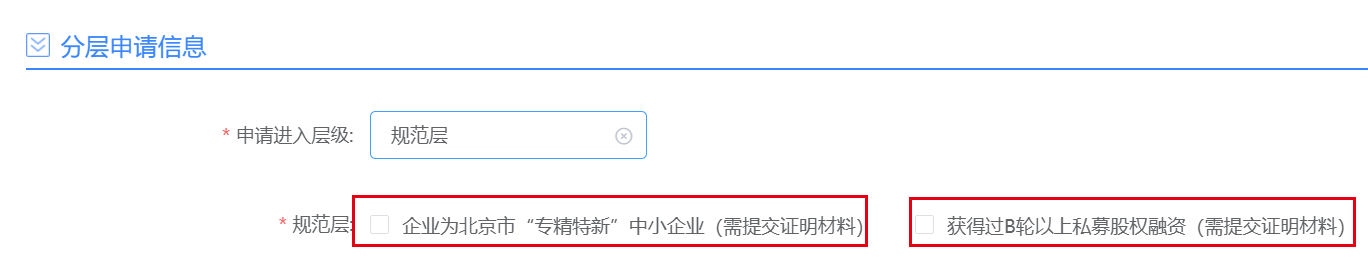 分层申请信息
* 申请进入层级: 规范层
* 规范层: 企业为北京市“专精特新”中小企业（需提交证明材料） 获得过B轮以上私募股权融资（需提交证明材料）